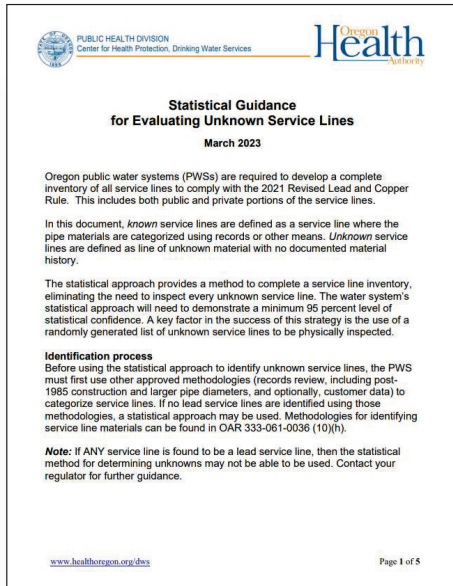 PUBLIC HEALTH DIVISION
Center for Health Protection, Drinking Water Services
Oregon
Health
Authority
Statistical Guidance
for Evaluating Unknown Service Lines
March 2023
Oregon public water systems (PWSs) are required to develop a complete
inventory of all service lines to comply with the 2021 Revised Lead and Copper
Rule.  This includes both public and private portions of the service lines.
In this document, known service lines are defined as a service line where the
pipe materials are categorized using records or other means. Unknown service
lines are defined as line of unknown material with no documented material
history.
The statistical approach provides a method to complete a service line inventory,
eliminating the need to inspect every unknown service line. The water system's
statistical approach will need to demonstrate a minimum 95 percent level of
statistical confidence. A key factor in the success of this strategy is the use of a
randomly generated list of unknown service lines to be physically inspected.
Identification process
Before using the statistical approach to identify unknown service lines, the PWS
must first use other approved methodologies (records review, including post-
1985 construction and larger pipe diameters, and optionally, customer data) to
categorize service lines. If no lead service lines are identified using those
methodologies, a statistical approach may be used. Methodologies for identifying
service line materials can be found in OAR 333-061-0036 (10)(h).
Note: If ANY service line is found to be a lead service line, then the statistical
method for determining unknowns may not be able to be used. Contact your
regulator for further guidance.
www.healthoregon.org/dws
Page 1 of 5